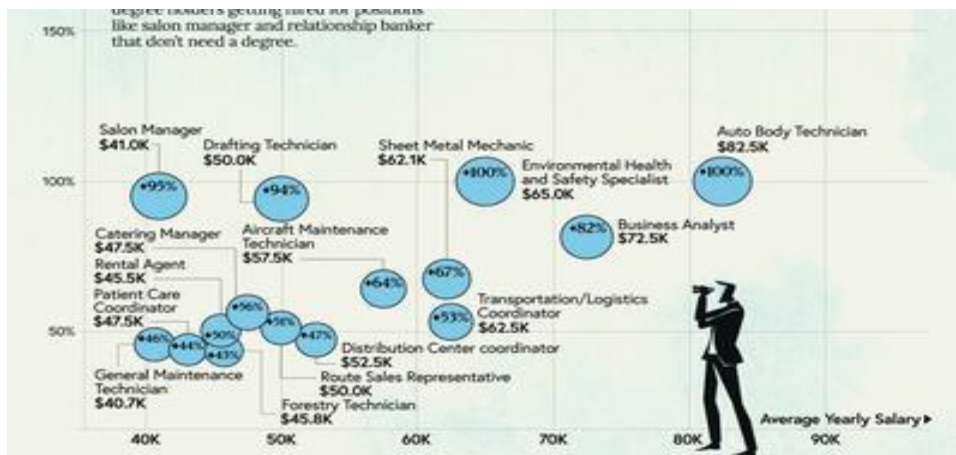 degree holders getting hired for positions
like salon manager and relationship banker
that don't need a degree.
150%
Salon Manager
$41.0K
Drafting Technician
$50.0K
Sheet Metal Mechanic
$62.1K
Auto Body Technician
$82.5K
Environmental Health
and Safety Specialist
$65.0K
100%
+95%
+94%
+100%
+100%
Catering Manager
$47.5K
Aircraft Maintenance
Technician
$57.5K
+82%
Business Analyst
$72.5K
Rental Agent
$45.5K
Patient Care
Coordinator
$47.5K
+64%
+67%
+56%
Transportation/Logistics
Coordinator
$62.5K
+53%
50%
+46%
+44%
+50%
+43%
+51%
+47%
Distribution Center coordinator
$52.5K
General Maintenance
Technician
$40.7K
Route Sales Representative
$50.0K
Forestry Technician
$45.8K
Average Yearly Salary
40K
50K
60K
70K
80K
90K